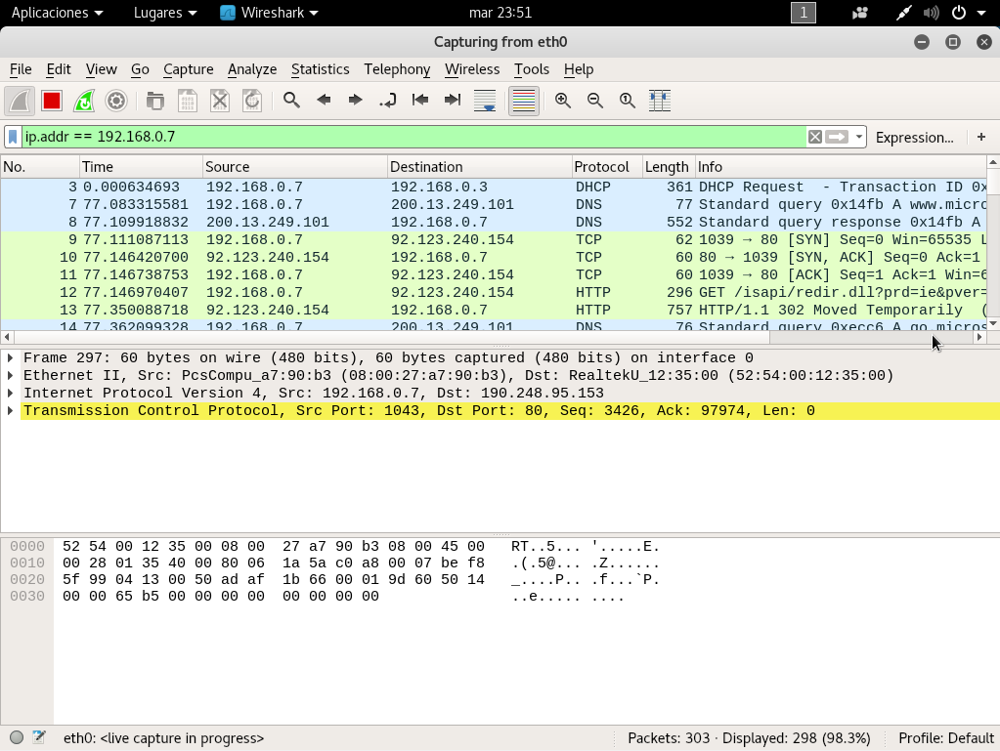 Aplicaciones Lugares Wireshark mar 23:51 1
Capturing from eth0
File Edit View Go Capture Analyze Statistics Telephony Wireless Tools Help
ip.addr == 192.168.0.7 Expression... +
No. Time Source Destination Protocol Length Info
3 0.000634693 192.168.0.7 192.168.0.3 DHCP 361 DHCP Request - Transaction ID 0x
7 77.083315581 192.168.0.7 200.13.249.101 DNS 77 Standard query 0x14fb A www.micro
8 77.109918832 200.13.249.101 192.168.0.7 DNS 552 Standard query response 0x14fb A
9 77.111087113 192.168.0.7 92.123.240.154 TCP 62 1039 → 80 [SYN] Seq=0 Win=65535 L
10 77.146420700 92.123.240.154 192.168.0.7 TCP 60 80 → 1039 [SYN, ACK] Seq=0 Ack=1
11 77.146738753 192.168.0.7 92.123.240.154 TCP 60 1039 → 80 [ACK] Seq=1 Ack=1 Win=6
12 77.146970407 192.168.0.7 92.123.240.154 HTTP 296 GET /isapi/redir.dll?prd=ie&pver=
13 77.350088718 92.123.240.154 192.168.0.7 HTTP 757 HTTP/1.1 302 Moved Temporarily (
14 77.362099328 192.168.0.7 200.13.249.101 DNS 76 Standard query 0xecc6 A go.micros
Frame 297: 60 bytes on wire (480 bits), 60 bytes captured (480 bits) on interface 0
Ethernet II, Src: PcsCompu_a7:90:b3 (08:00:27:a7:90:b3), Dst: RealtekU_12:35:00 (52:54:00:12:35:00)
Internet Protocol Version 4, Src: 192.168.0.7, Dst: 190.248.95.153
Transmission Control Protocol, Src Port: 1043, Dst Port: 80, Seq: 3426, Ack: 97974, Len: 0
0000 52 54 00 12 35 00 08 00 27 a7 90 b3 08 00 45 00 RT..5... '.....E.
0010 00 28 01 35 40 00 80 06 1a 5a c0 a8 00 07 be f8 .(.5@... .Z......
0020 5f 99 04 13 00 50 ad af 1b 66 00 01 9d 60 50 14 _....P.. .f...`P.
0030 00 00 65 b5 00 00 00 00 00 00 00 00 ..e..... ....
eth0: <live capture in progress> Packets: 303 · Displayed: 298 (98.3%) Profile: Default